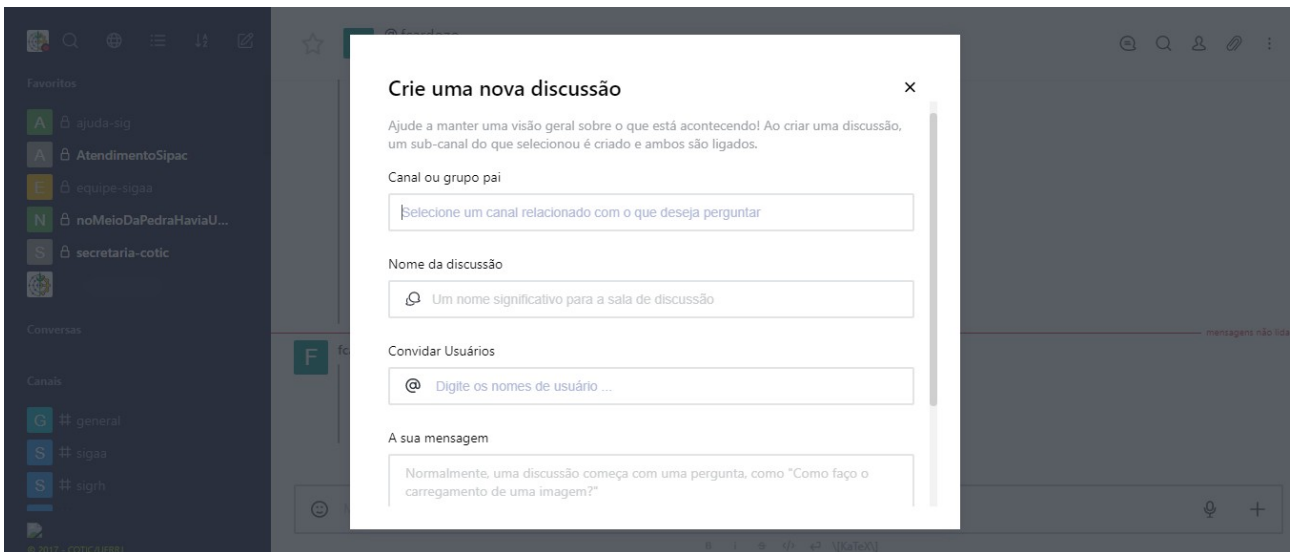 Favoritos
A ajuda-sig
A AtendimentoSipac
E equipe-sigaa
N noMeioDaPedraHaviaU...
S secretaria-cotic
Conversas
Canais
G # general
S # sigaa
S # sigrh
Crie uma nova discussão
Ajude a manter uma visão geral sobre o que está acontecendo! Ao criar uma discussão,
um sub-canal do que selecionou é criado e ambos são ligados.
Canal ou grupo pai
Selecione um canal relacionado com o que deseja perguntar
Nome da discussão
Um nome significativo para a sala de discussão
Convidar Usuários
@ Digite os nomes de usuário ...
A sua mensagem
Normalmente, uma discussão começa com uma pergunta, como "Como faço o
carregamento de uma imagem?"
mensagens não lida
F